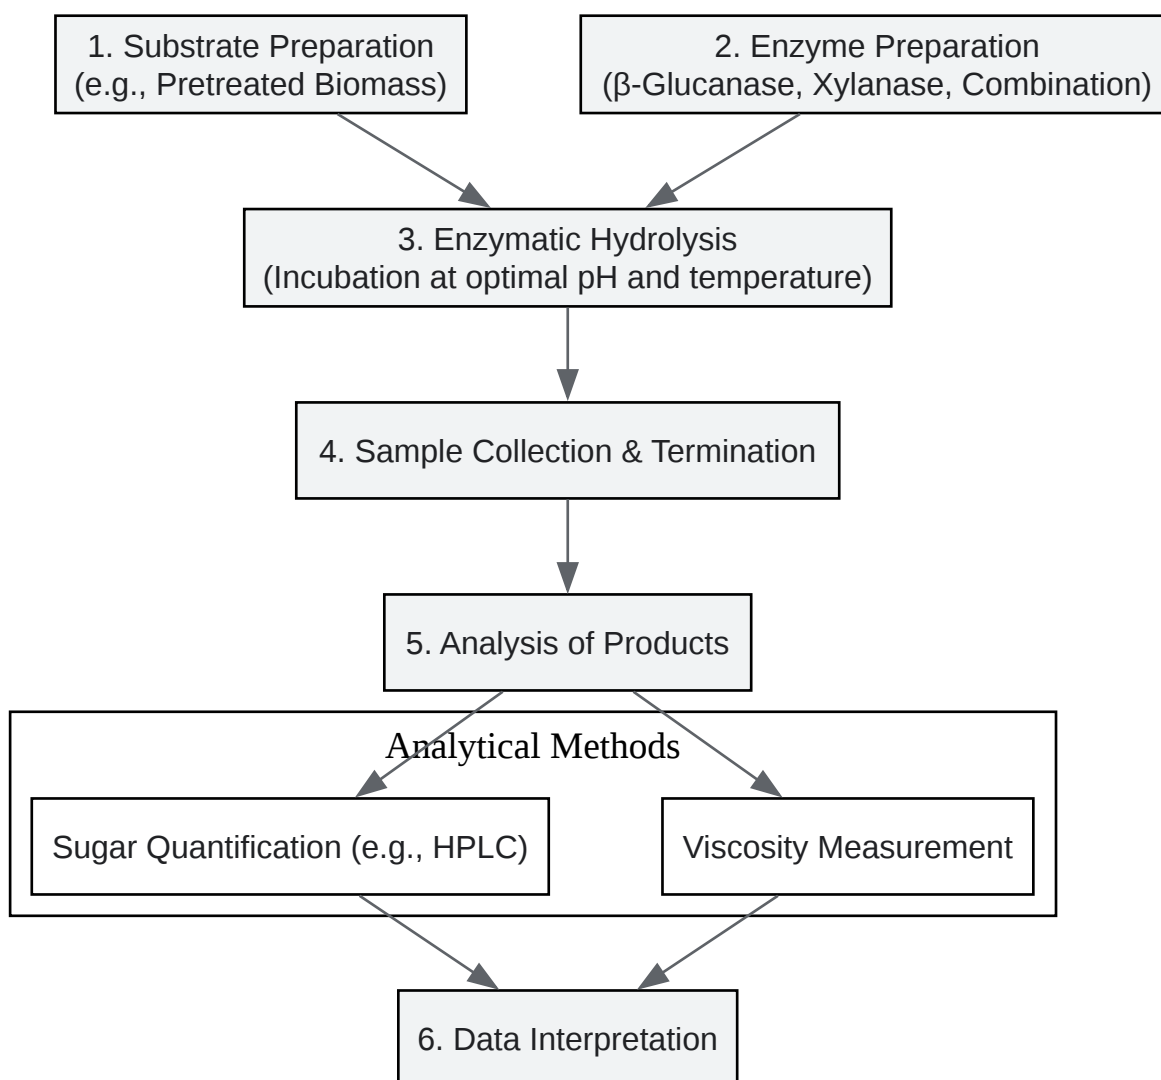 1. Substrate Preparation
(e.g., Pretreated Biomass)
2. Enzyme Preparation
(β-Glucanase, Xylanase, Combination)
3. Enzymatic Hydrolysis
(Incubation at optimal pH and temperature)
4. Sample Collection & Termination
5. Analysis of Products
Analytical Methods
Sugar Quantification (e.g., HPLC)
Viscosity Measurement
6. Data Interpretation